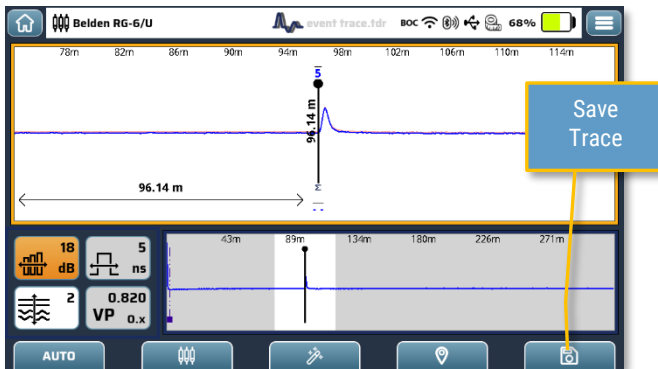 Belden RG-6/U event trace.tdr BOC 68%
78m 82m 86m 90m 94m 98m 102m 106m 110m 114m
5
96.14 m
96.14 m
Σ
Save
Trace
18
dB
5
ns
2
0.820
VP 0.x
43m 89m 134m 180m 226m 271m
AUTO